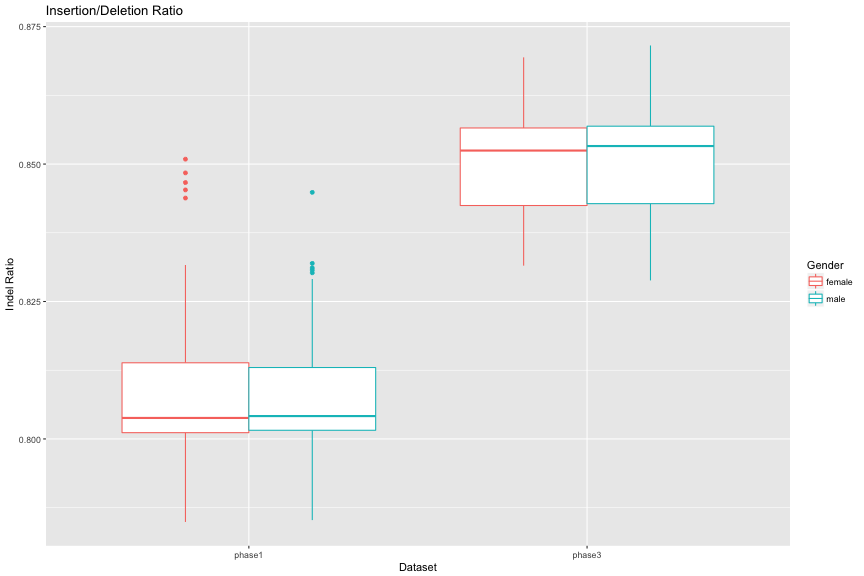 Insertion/Deletion Ratio
0.875
0.850
0.825
0.800
Indel Ratio
phase1
phase3
Dataset
Gender
female
male